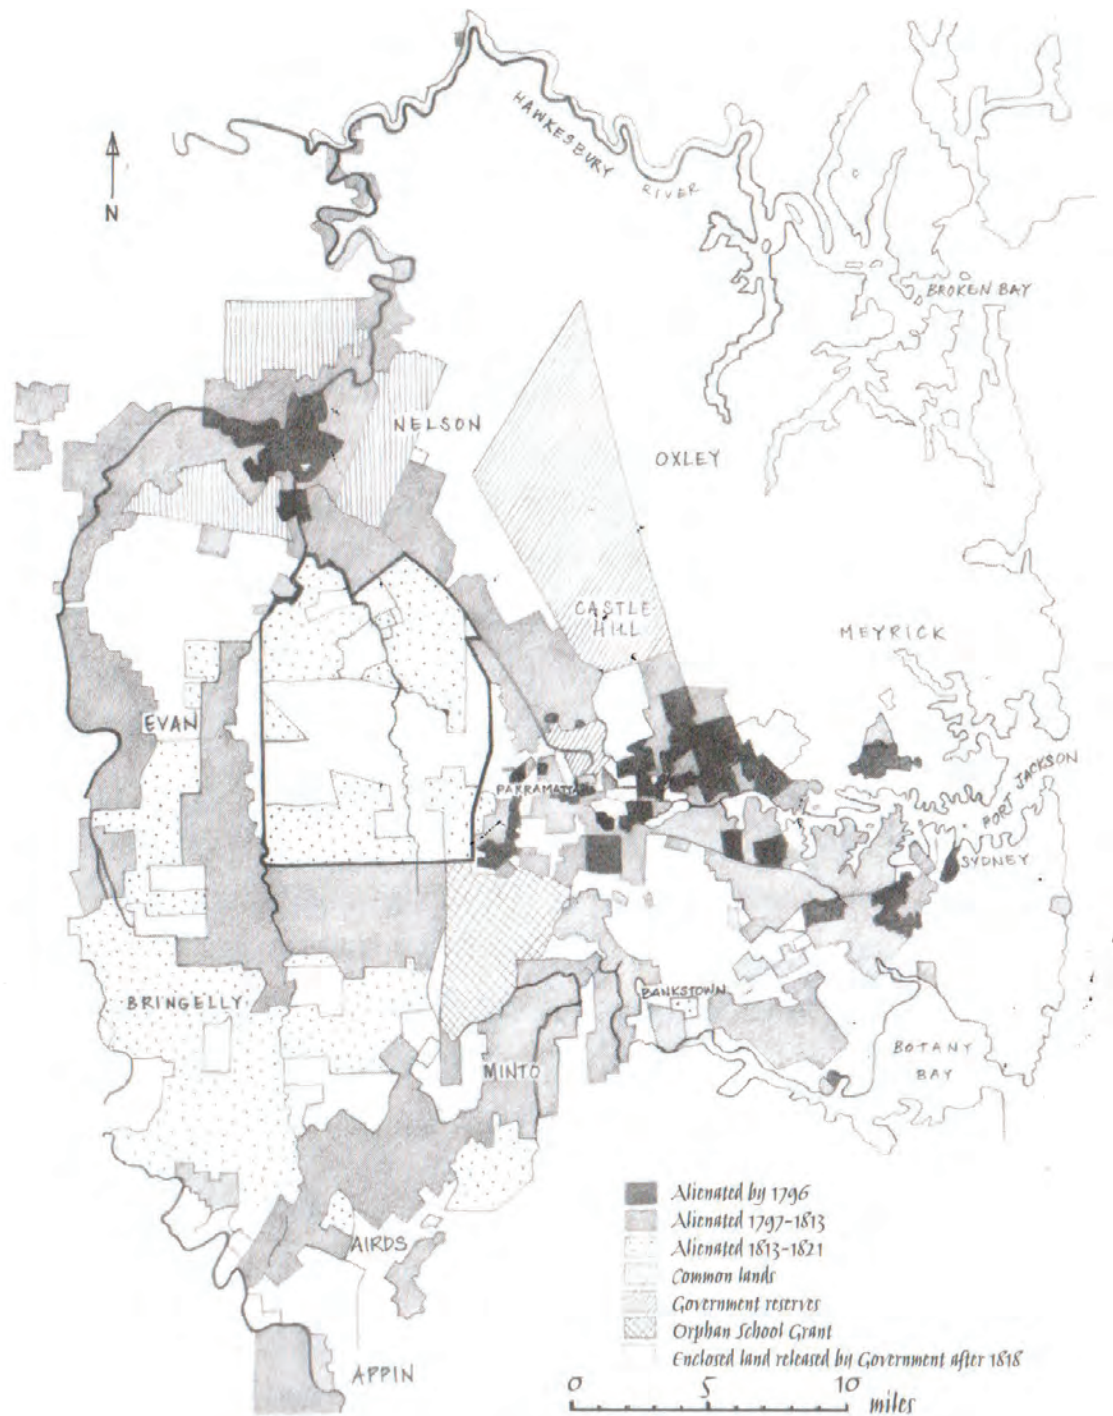 HAWKESBURY
RIVER
N
BROKEN BAY
NELSON
OXLEY
CASTLE
HILL
MEYRICK
EVAN
PORT JACKSON
PARRAMATTA
SYDNEY
BRINGELLY
BANKSTOWN
BOTANY
BAY
MINTO
AIRDS
APPIN
Alienated by 1796
Alienated 1797-1813
Alienated 1813-1821
Common lands
Government reserves
Orphan School Grant
Enclosed land released by Government after 1818
0 5 10
miles